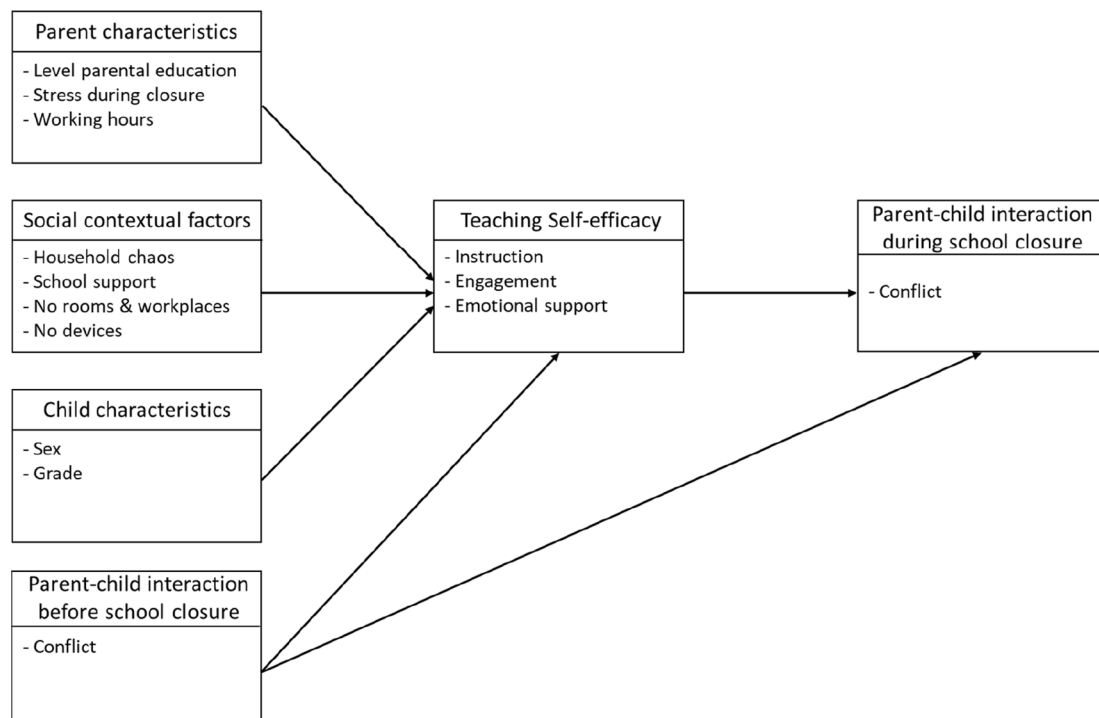 Parent characteristics
- Level parental education
- Stress during closure
- Working hours
Social contextual factors
- Household chaos
- School support
- No rooms & workplaces
- No devices
Child characteristics
- Sex
- Grade
Parent-child interaction
before school closure
- Conflict
Teaching Self-efficacy
- Instruction
- Engagement
- Emotional support
Parent-child interaction
during school closure
- Conflict